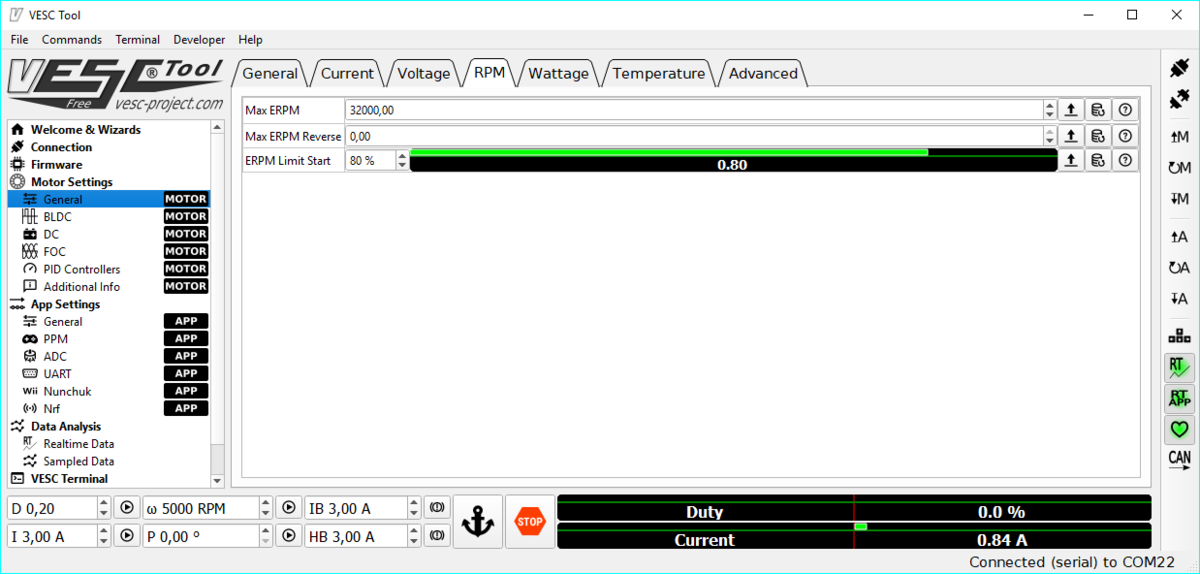 VESC Tool
File Commands Terminal Developer Help
VESC® Tool
Free vesc-project.com
General Current Voltage RPM Wattage Temperature Advanced
Max ERPM 32000,00
Max ERPM Reverse 0,00
ERPM Limit Start 80 % 0.80
Welcome & Wizards
Connection
Firmware
Motor Settings
General MOTOR
BLDC MOTOR
DC MOTOR
FOC MOTOR
PID Controllers MOTOR
Additional Info MOTOR
App Settings
General APP
PPM APP
ADC APP
UART APP
Wii Nunchuk APP
Nrf APP
Data Analysis
RT Realtime Data
Sampled Data
VESC Terminal
M
M
M
A
A
A
RT
RT APP
CAN
D 0,20 ω 5000 RPM IB 3,00 A
I 3,00 A P 0,00 ° HB 3,00 A
STOP
Duty 0.0 %
Current 0.84 A
Connected (serial) to COM22